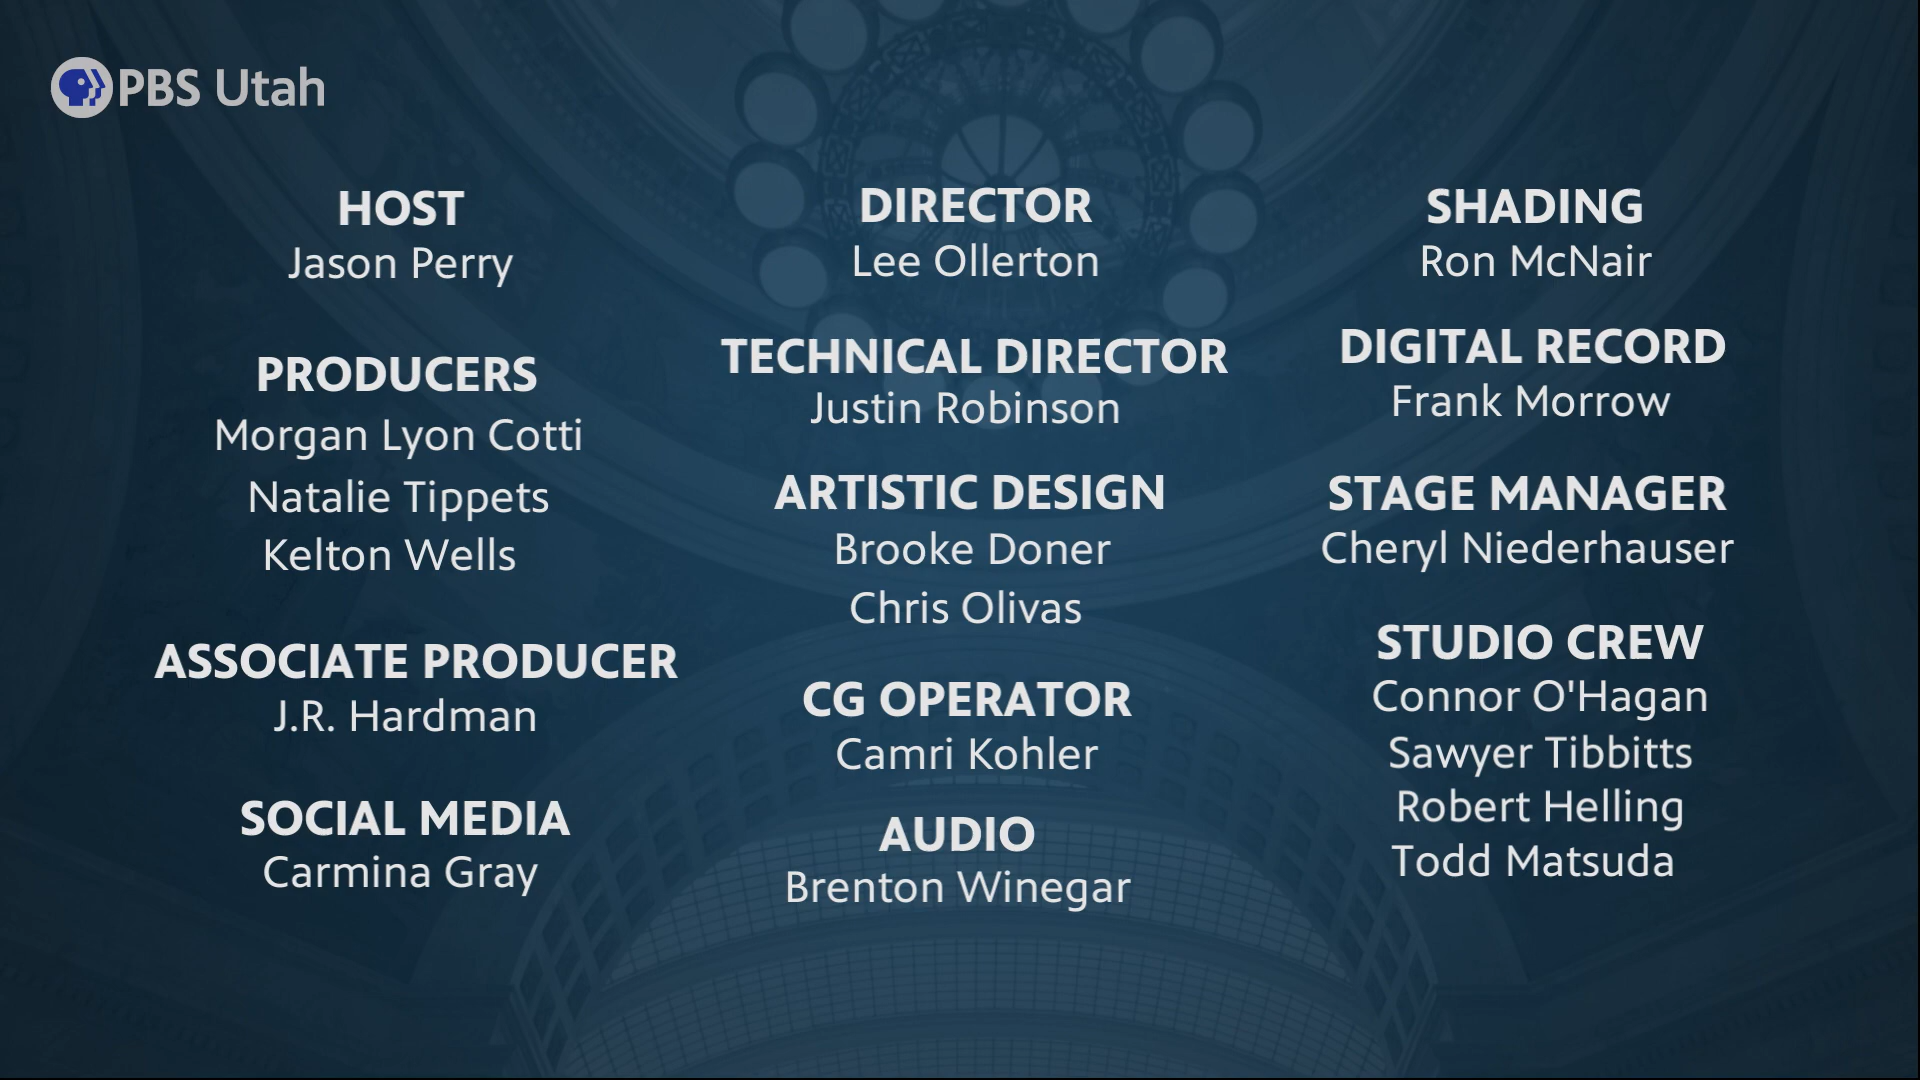 PBS Utah
HOST
Jason Perry
PRODUCERS
Morgan Lyon Cotti
Natalie Tippets
Kelton Wells
ASSOCIATE PRODUCER
J.R. Hardman
SOCIAL MEDIA
Carmina Gray
DIRECTOR
Lee Ollerton
TECHNICAL DIRECTOR
Justin Robinson
ARTISTIC DESIGN
Brooke Doner
Chris Olivas
CG OPERATOR
Camri Kohler
AUDIO
Brenton Winegar
SHADING
Ron McNair
DIGITAL RECORD
Frank Morrow
STAGE MANAGER
Cheryl Niederhauser
STUDIO CREW
Connor O'Hagan
Sawyer Tibbitts
Robert Helling
Todd Matsuda